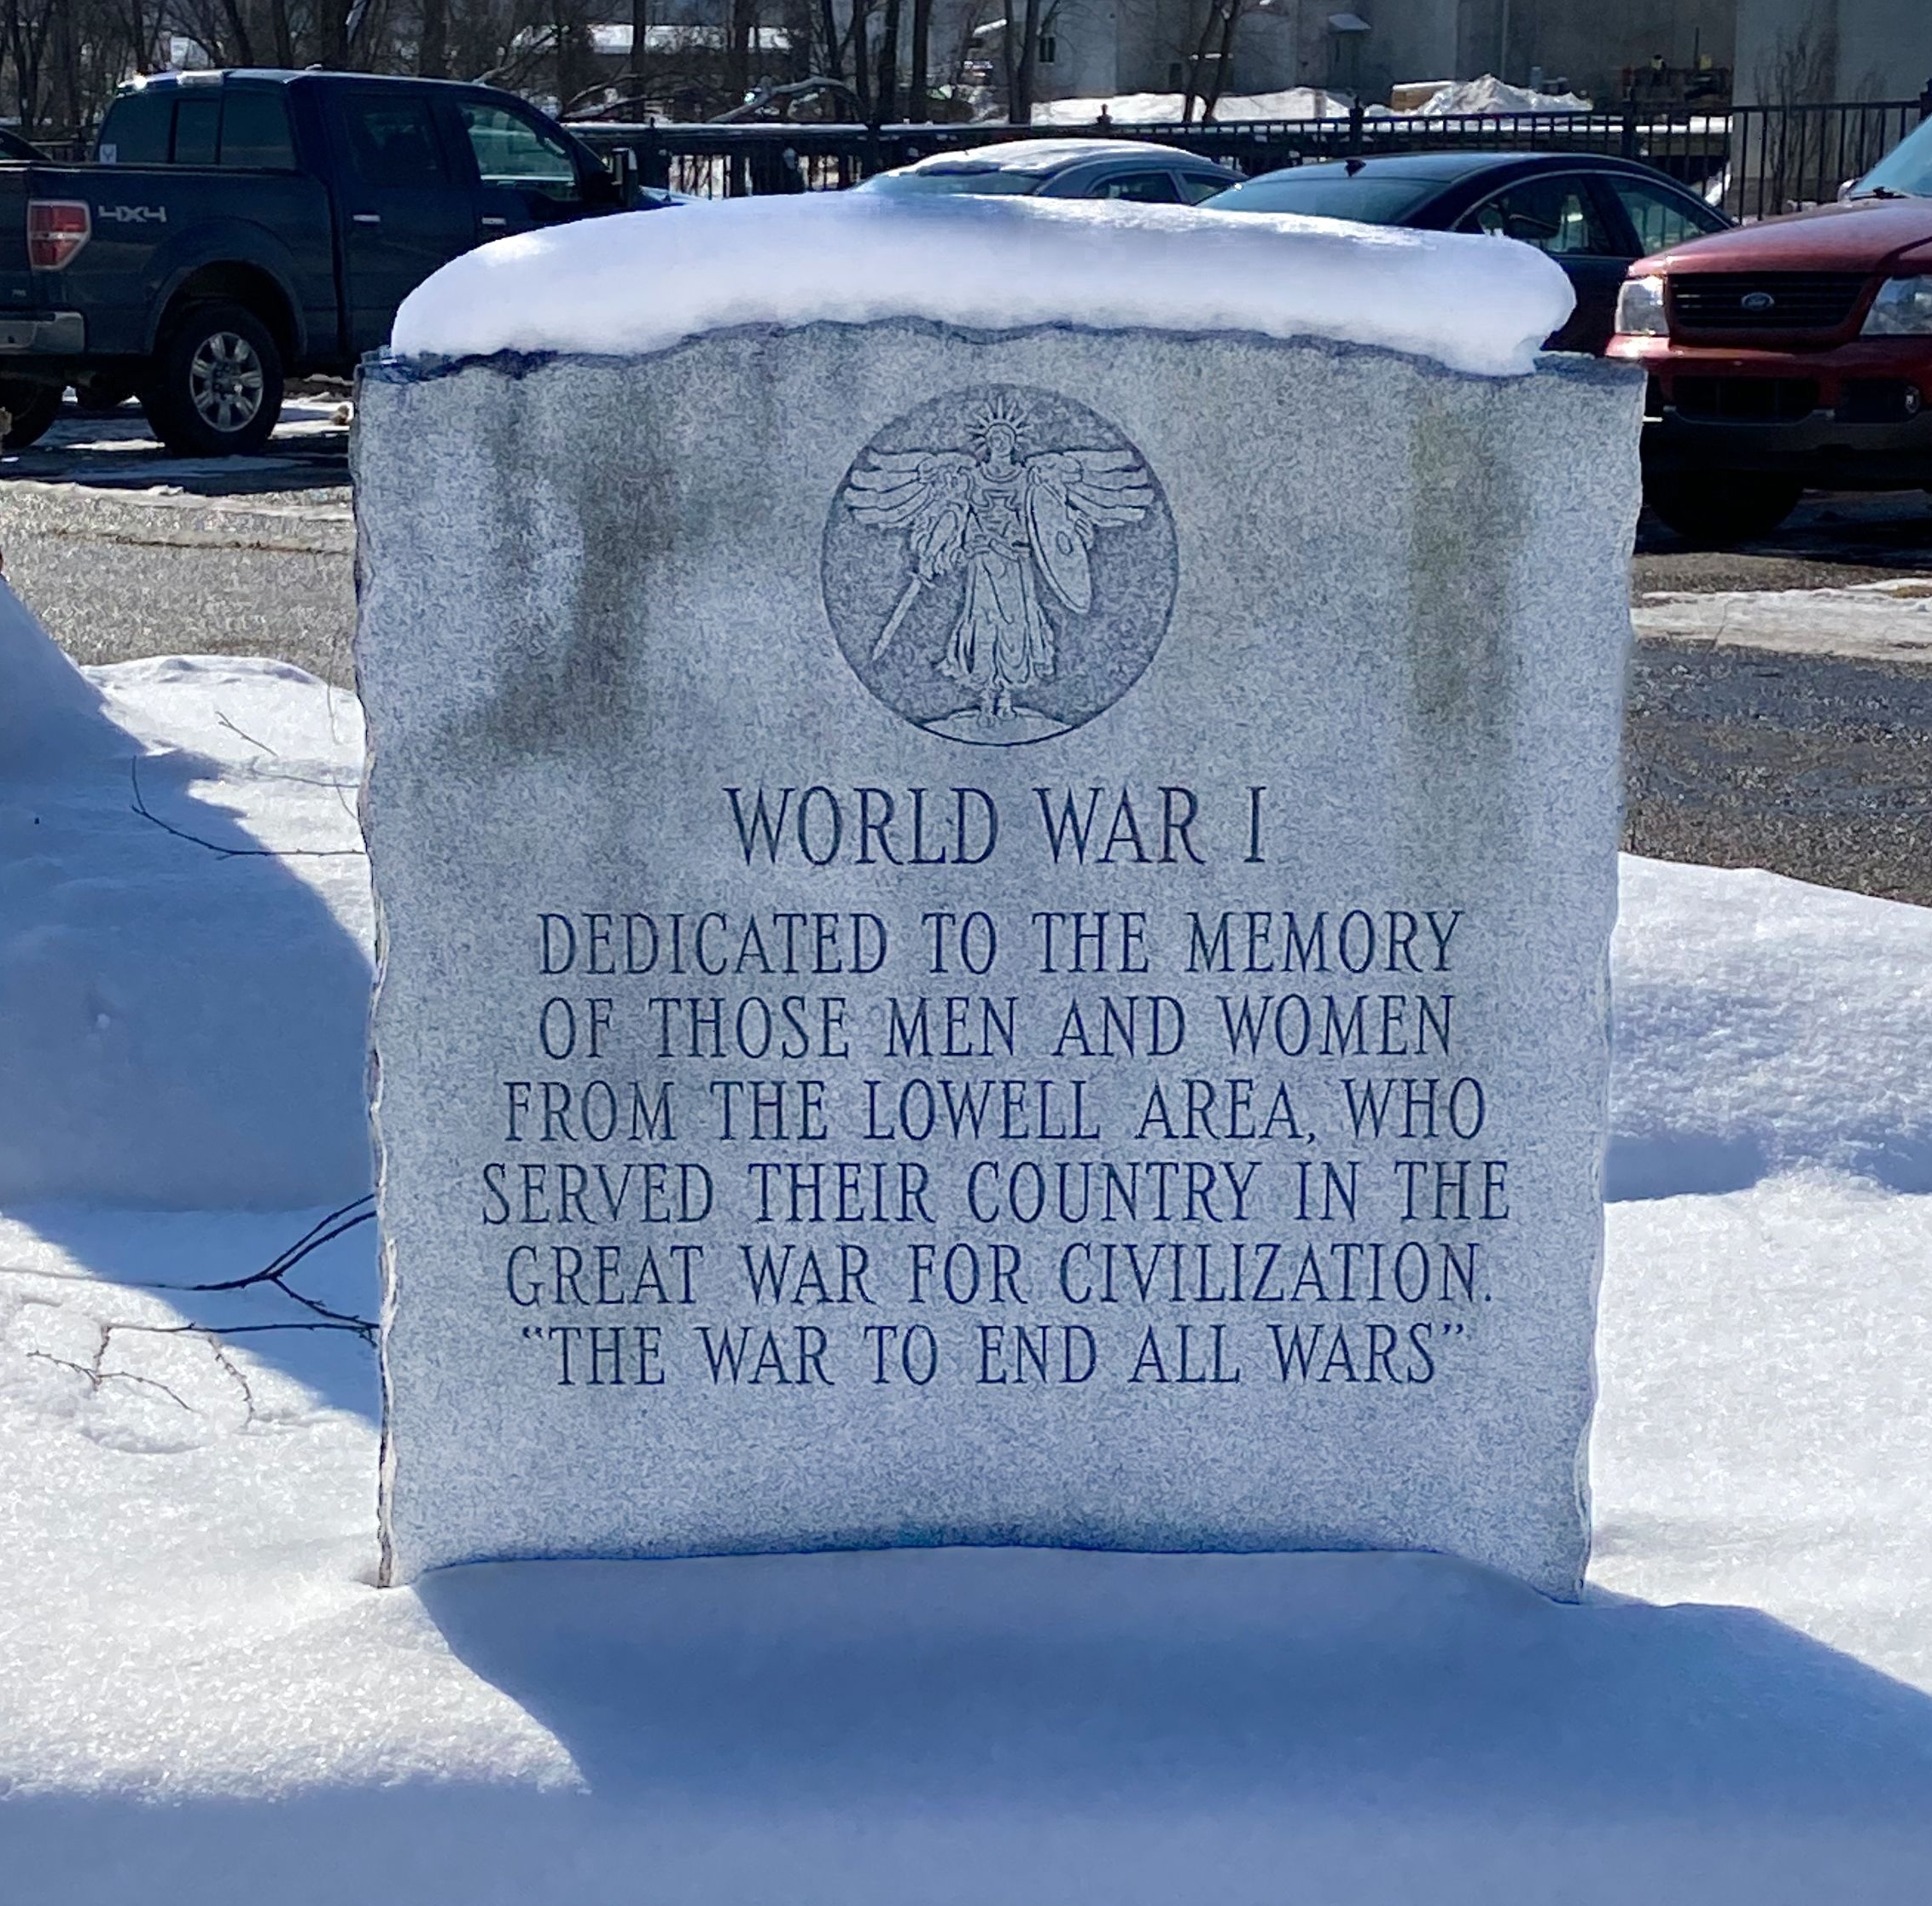 4X4
Ford
WORLD WAR I
DEDICATED TO THE MEMORY
OF THOSE MEN AND WOMEN
FROM THE LOWELL AREA, WHO
SERVED THEIR COUNTRY IN THE
GREAT WAR FOR CIVILIZATION.
“THE WAR TO END ALL WARS”